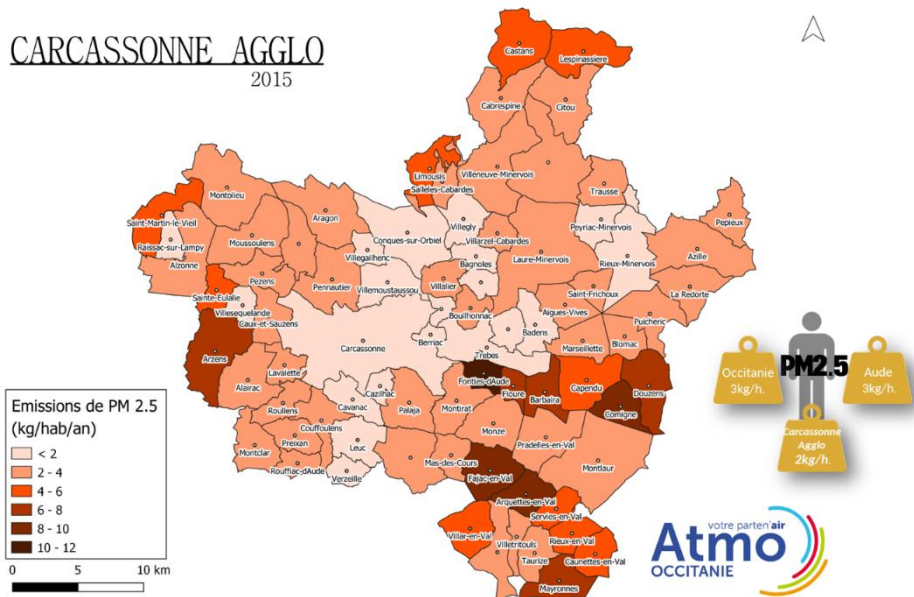 CARCASSONNE AGGLO
2015
Castans
Lespinassiere
Cabrespine
Citou
Limousis
Salleles-Cabardes
Villeneuve-Minervois
Trausse
Montolieu
Saint-Martin-le-Vieil
Aragon
Villegly
Peyriac-Minervois
Pepieux
Raissac-sur-Lampy
Moussoulens
Conques-sur-Orbiel
Villarzel-Cabardes
Alzonne
Villegailhenc
Bagnoles
Laure-Minervois
Rieux-Minervois
Azille
Pezens
Pennautier
Villemoustaussou
Villalier
Saint-Frichoux
La Redorte
Sainte-Eulalie
Villesequelande
Caux-et-Sauzens
Bouilhonnac
Aigues-Vives
Puicheric
Badens
Carcassonne
Berriac
Trebes
Marseillette
Blomac
Arzens
Lavalette
Fonties-d'Aude
Floure
Barbaira
Capendu
Douzens
Alairac
Cazilhac
Cavanac
Palaja
Montirat
Comigne
Roullens
Couffoulens
Monze
Preixan
Leuc
Pradelles-en-Val
Montclar
Rouffiac-d'Aude
Verzeille
Mas-des-Cours
Montlaur
Fajac-en-Val
Arquettes-en-Val
Servies-en-Val
Villar-en-Val
Villetritouls
Rieux-en-Val
Taurize
Caunettes-en-Val
Mayronnes
Emissions de PM 2.5
(kg/hab/an)
< 2
2 - 4
4 - 6
6 - 8
8 - 10
10 - 12
0 5 10 km
Occitanie
3kg/h.
PM2.5
Aude
3kg/h.
Carcassonne
Agglo
2kg/h.
votre parten'air
Atmo
OCCITANIE